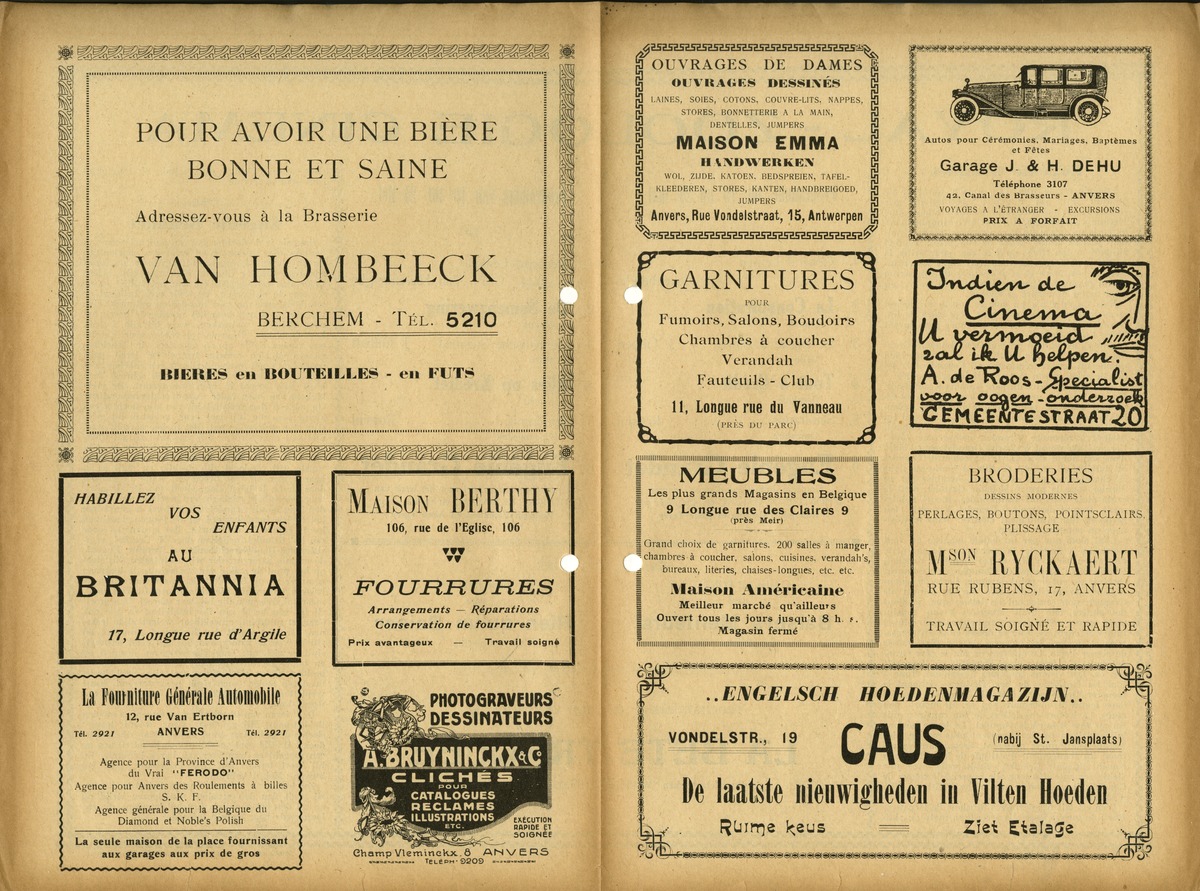 POUR AVOIR UNE BIÈRE
BONNE ET SAINE
Adressez-vous à la Brasserie
VAN HOMBEECK
BERCHEM - TÉL. 5210
BIERES en BOUTEILLES - en FUTS
HABILLEZ
VOS
ENFANTS
AU
BRITANNIA
17, Longue rue d'Argile
MAISON BERTHY
106, rue de l'Eglise, 106
FOURRURES
Arrangements — Réparations
Conservation de fourrures
Prix avantageux — Travail soigné
La Fourniture Générale Automobile
12, rue Van Ertborn
Tél. 2921 ANVERS Tél. 2921
Agence pour la Province d'Anvers
du Vrai "FERODO"
Agence pour Anvers des Roulements à billes
S. K. F.
Agence générale pour la Belgique du
Diamond et Noble's Polish
La seule maison de la place fournissant
aux garages aux prix de gros
PHOTOGRAVEURS
DESSINATEURS
A. BRUYNINCKX & Cº
CLICHÉS
POUR
CATALOGUES
RECLAMES
ILLUSTRATIONS
ETC.
EXÉCUTION
RAPIDE ET
SOIGNÉE
Champ Vleminckx, 8 ANVERS
TELÉPH· 9209
OUVRAGES DE DAMES
OUVRAGES DESSINÉS
LAINES, SOIES, COTONS, COUVRE-LITS, NAPPES,
STORES, BONNETTERIE A LA MAIN,
DENTELLES, JUMPERS
MAISON EMMA
HANDWERKEN
WOL, ZIJDE, KATOEN, BEDSPREIEN, TAFEL-
KLEEDEREN, STORES, KANTEN, HANDBREIGOED,
JUMPERS
Anvers, Rue Vondelstraat, 15, Antwerpen
Autos pour Cérémonies, Mariages, Baptèmes
et Fêtes
Garage J. & H. DEHU
Téléphone 3107
42, Canal des Brasseurs - ANVERS
VOYAGES A L'ÉTRANGER - EXCURSIONS
PRIX A FORFAIT
GARNITURES
POUR
Fumoirs, Salons, Boudoirs
Chambres à coucher
Verandah
Fauteuils - Club
11, Longue rue du Vanneau
(PRÈS DU PARC)
Indien de
Cinema
U vermoeid
zal ik U helpen.
A. de Roos - Specialist
voor oogen-onderzoek
GEMEENTESTRAAT 20
MEUBLES
Les plus grands Magasins en Belgique
9 Longue rue des Claires 9
(près Meir)
Grand choix de garnitures. 200 salles à manger,
chambres à coucher, salons, cuisines, verandah's,
bureaux, literies, chaises-longues, etc. etc.
Maison Américaine
Meilleur marché qu'ailleurs
Ouvert tous les jours jusqu'à 8 h. s.
Magasin fermé
BRODERIES
DESSINS MODERNES
PERLAGES, BOUTONS, POINTSCLAIRS,
PLISSAGE
MSON RYCKAERT
RUE RUBENS, 17, ANVERS
TRAVAIL SOIGNÉ ET RAPIDE
..ENGELSCH HOEDENMAGAZIJN..
VONDELSTR., 19 CAUS (nabij St. Jansplaats)
De laatste nieuwigheden in Vilten Hoeden
Ruime keus Ziet Etalage